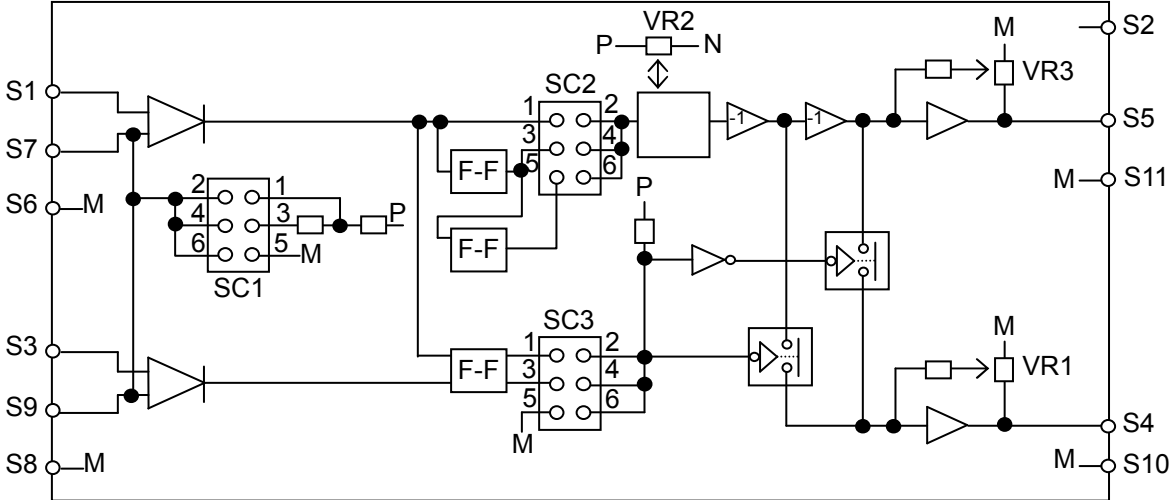 M S2
VR2
P N
SC2
VR3
S1
1 2
-1 -1
S5
3 4
S7
F-F
5 6
M S11
P
2 1
S6 M
4 3 P
F-F
6 5 M
SC1
SC3
M
S3
1 2
F-F
3 4
VR1
S9
5 6
M
S4
S8 M
M S10